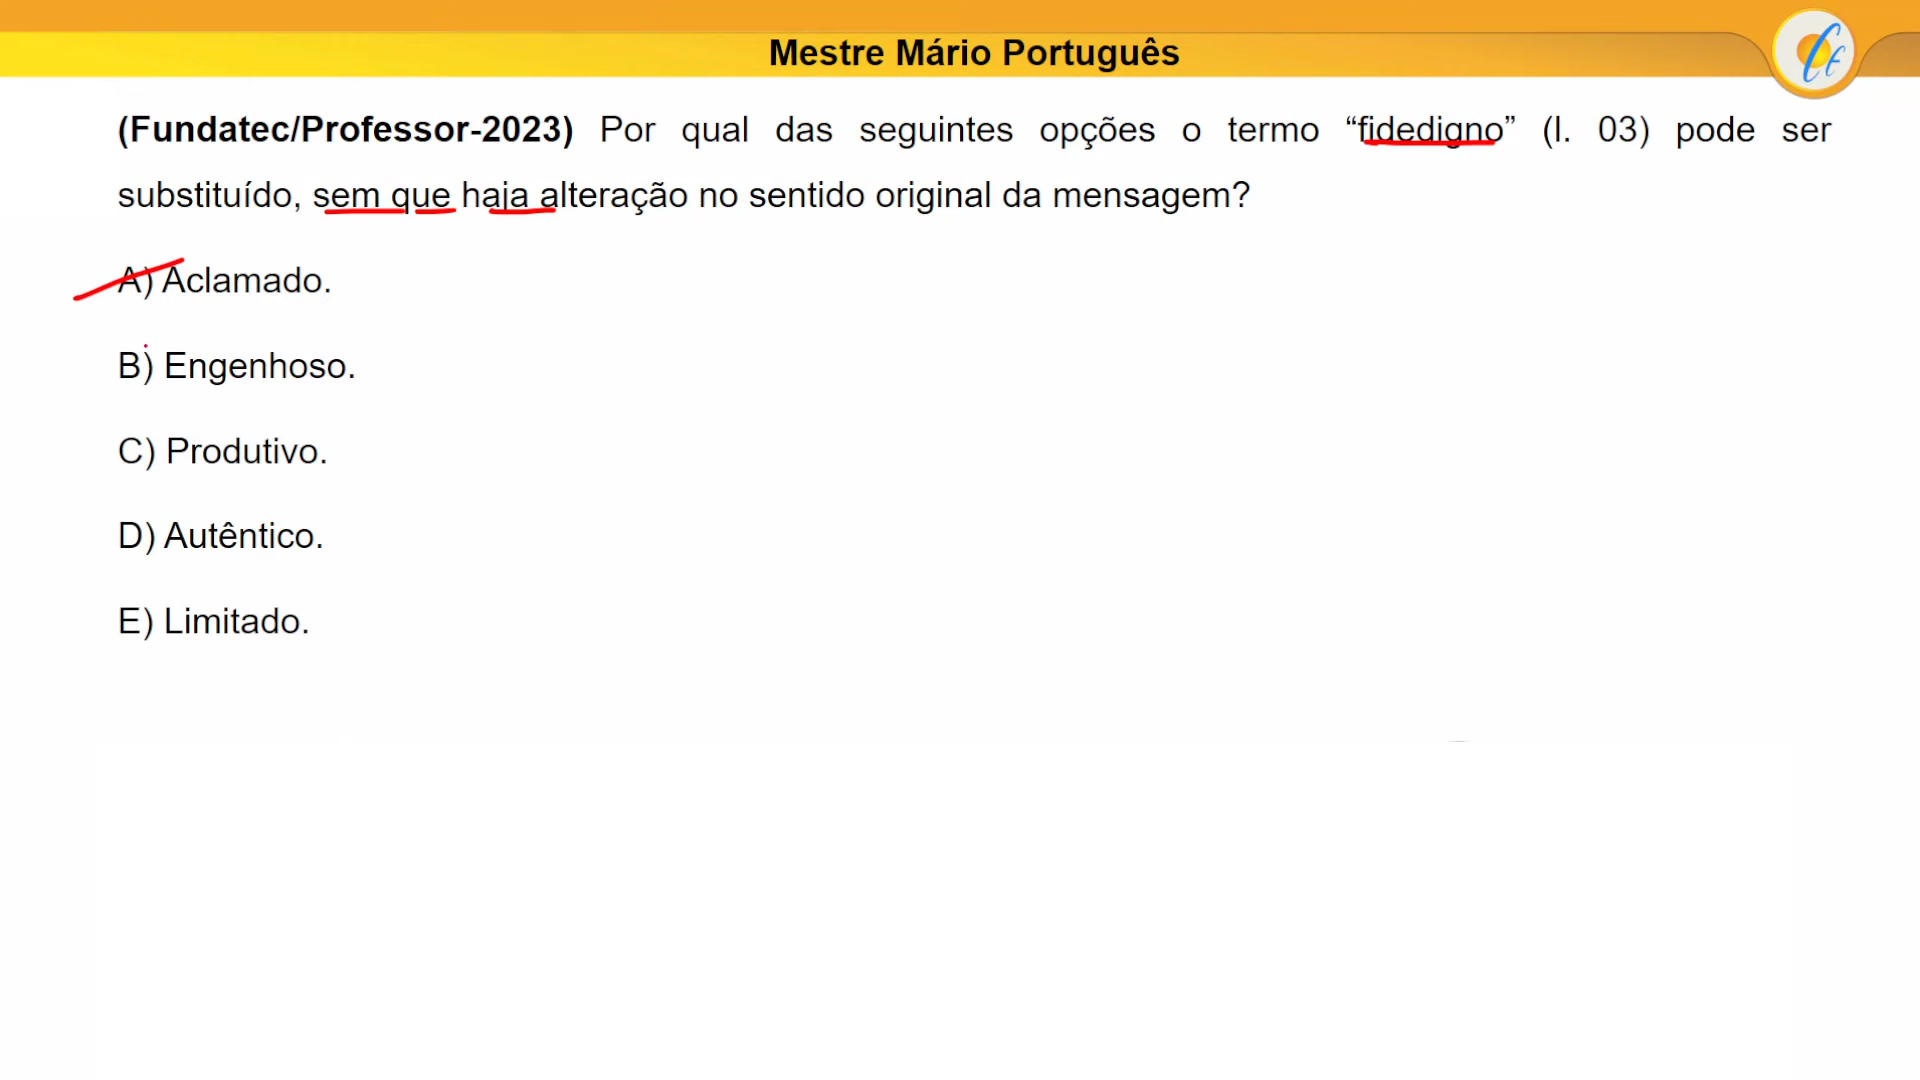 Mestre Mário Português
(Fundatec/Professor-2023) Por qual das seguintes opções o termo “fidedigno” (l. 03) pode ser
substituído, sem que haja alteração no sentido original da mensagem?
A) Aclamado.
B) Engenhoso.
C) Produtivo.
D) Autêntico.
E) Limitado.